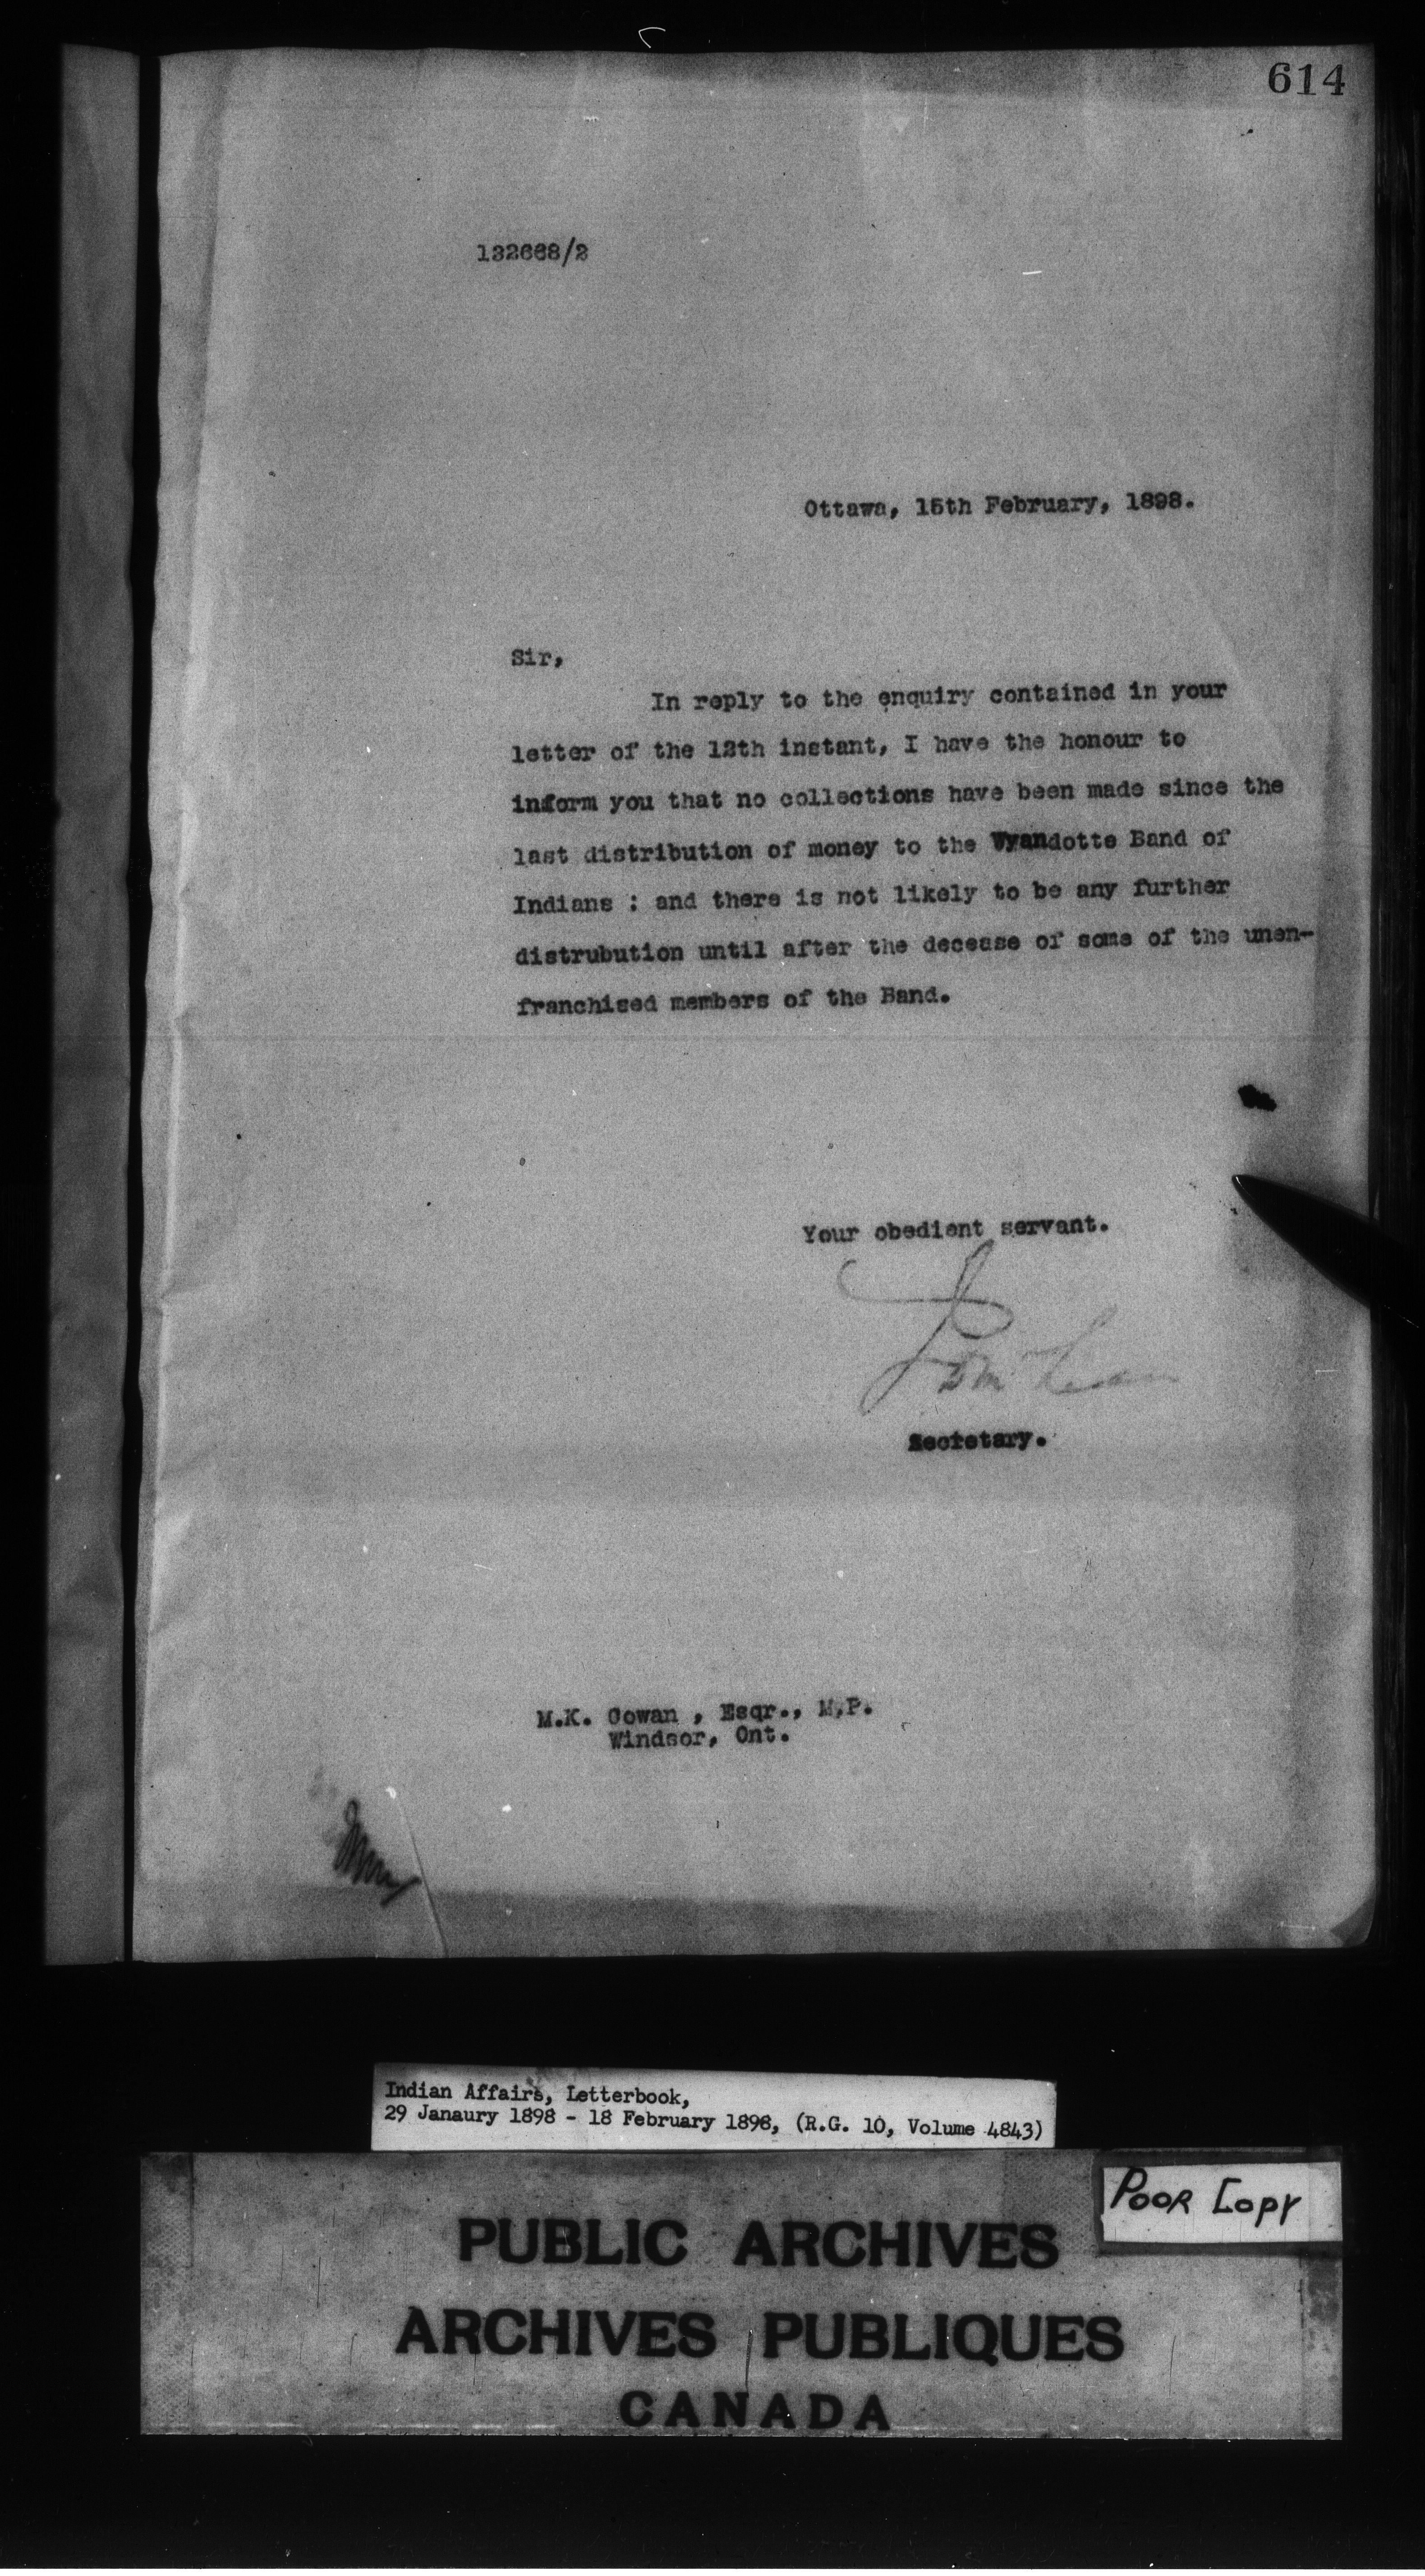 614
132668/2
Ottawa, 15th February, 1898.
Sir,
In reply to the enquiry contained in your
letter of the 12th instant, I have the honour to
inform you that no collections have been made since the
last distribution of money to the Wyandotte Band of
Indians : and there is not likely to be any further
distrubution until after the decease of some of the unen-
franchised members of the Band.
Your obedient servant.
Secretary.
M.K. Cowan , Esqr., M.P.
Windsor, Ont.
Indian Affairs, Letterbook,
29 Janaury 1898 - 18 February 1898, (R.G. 10, Volume 4843)
POOR COPY
PUBLIC ARCHIVES
ARCHIVES PUBLIQUES
CANADA